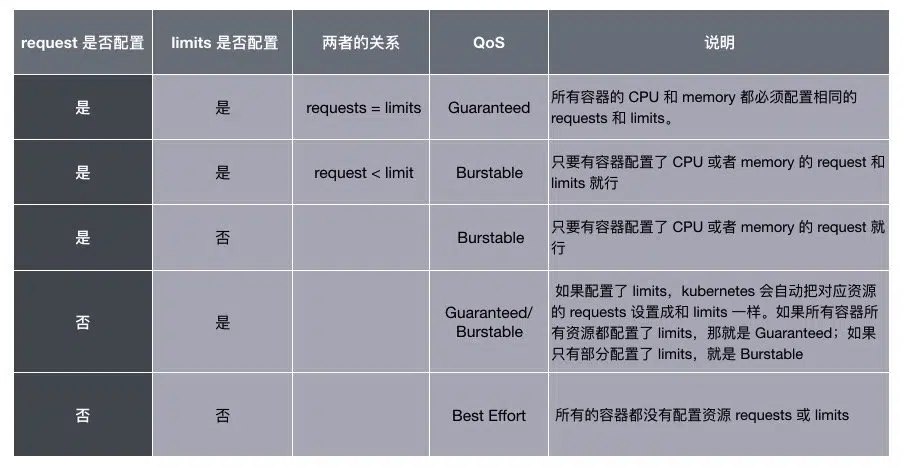 request 是否配置
limits 是否配置
两者的关系
QoS
说明
是
是
requests = limits
Guaranteed
所有容器的 CPU 和 memory 都必须配置相同的
requests 和 limits。
是
是
request < limit
Burstable
只要有容器配置了 CPU 或者 memory 的 request 和
limits 就行
是
否
Burstable
只要有容器配置了 CPU 或者 memory 的 request 就
行
否
是
Guaranteed/
Burstable
如果配置了 limits，kubernetes 会自动把对应资源
的 requests 设置成和 limits 一样。如果所有容器所
有资源都配置了 limits，那就是 Guaranteed；如果
只有部分配置了 limits，就是 Burstable
否
否
Best Effort
所有的容器都没有配置资源 requests 或 limits